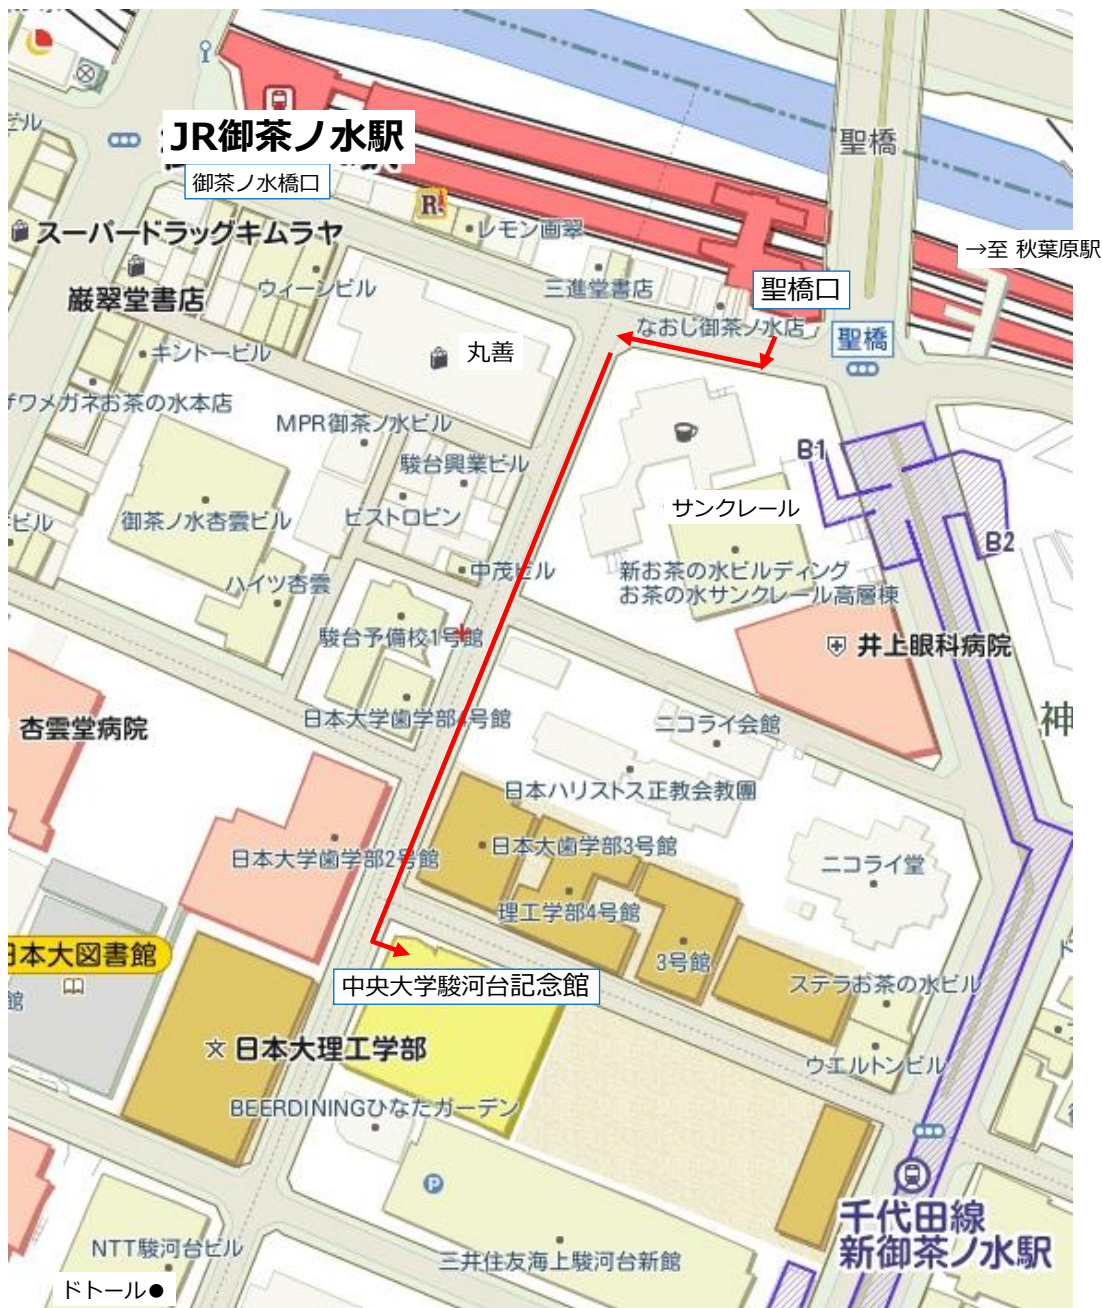 JR御茶ノ水駅
御茶ノ水橋口
聖橋
R
レモン画翠
スーパードラッグキムラヤ
→至 秋葉原駅
巌翠堂書店
ウィーンビル
三進堂書店
聖橋口
なおじ御茶ノ水店
聖橋
キントービル
丸善
ザワメガネお茶の水本店
MPR御茶ノ水ビル
駿台興業ビル
B1
サンクレール
御茶ノ水杏雲ビル
ビストロビン
B2
中茂ビル
新お茶の水ビルディング
お茶の水サンクレール高層棟
ハイツ杏雲
駿台予備校1号館
井上眼科病院
日本大学歯学部4号館
ニコライ会館
神
杏雲堂病院
日本ハリストス正教会教團
日本大歯学部3号館
日本大学歯学部2号館
ニコライ堂
理工学部4号館
日本大図書館
3号館
中央大学駿河台記念館
ステラお茶の水ビル
館
日本大理工学部
ウエルトンビル
BEERDININGひなたガーデン
P
千代田線
新御茶ノ水駅
NTT駿河台ビル
三井住友海上駿河台新館
ドトール●